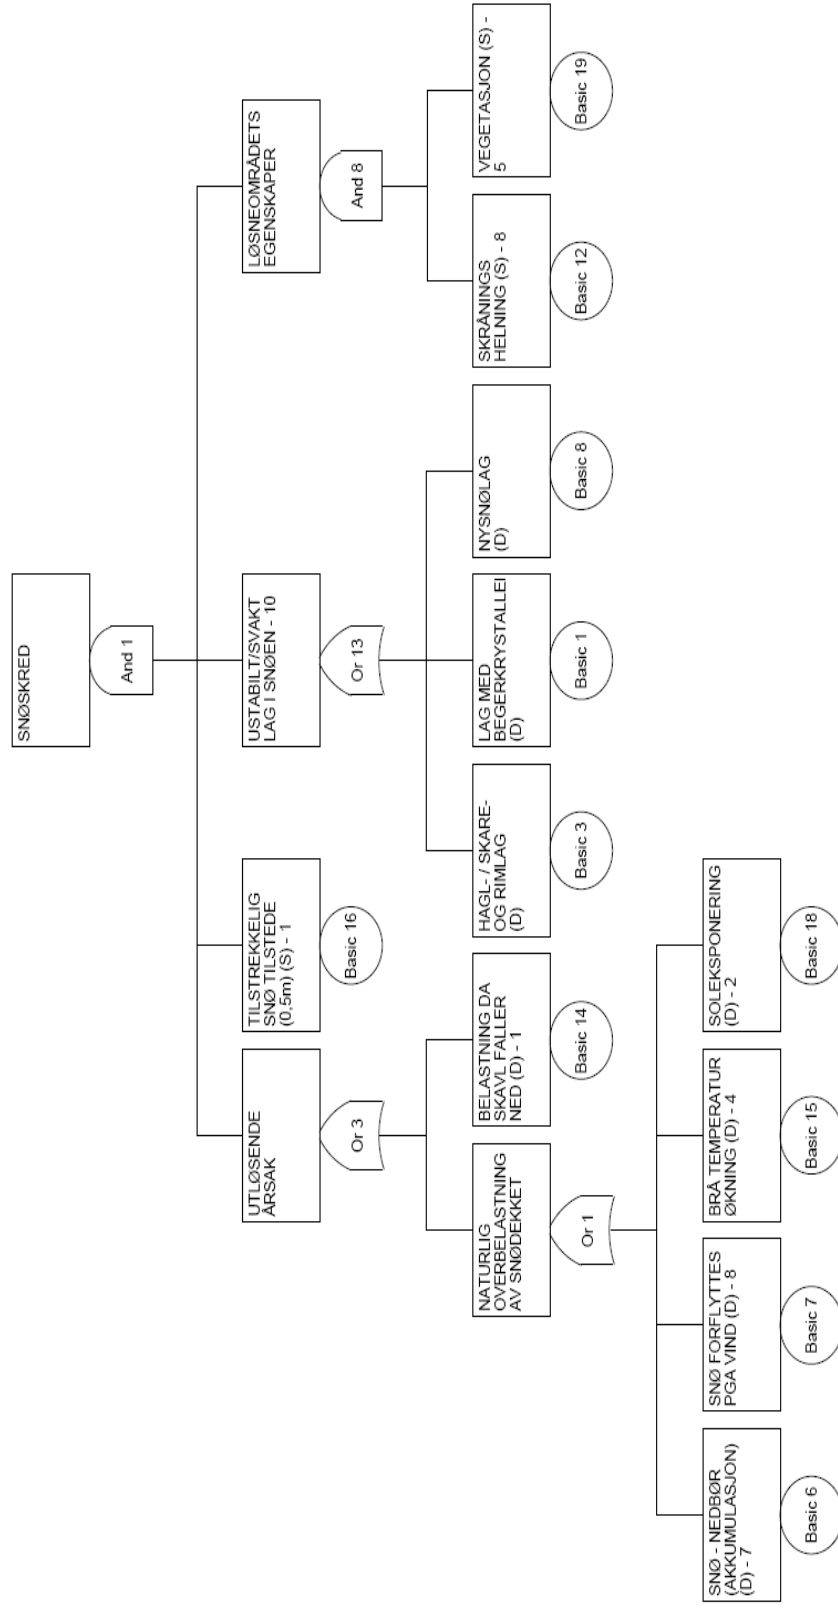 SNØSKRED
And 1
UTLØSENDE
ÅRSAK
Or 3
TILSTREKKELIG
SNØ TILSTEDE
(0,5m) (S) - 1
Basic 16
USTABILT/SVAKT
LAG I SNØEN - 10
Or 13
LØSNEOMRÅDETS
EGENSKAPER
And 8
NATURLIG
OVERBELASTNING
AV SNØDEKKET
Or 1
BELASTNING DA
SKAVL FALLER
NED (D) - 1
Basic 14
HAGL- / SKARE-
OG RIMLAG
(D)
Basic 3
LAG MED
BEGERKRYSTALLEI
(D)
Basic 1
NYSNØLAG
(D)
Basic 8
SKRÅNINGS
HELNING (S) - 8
Basic 12
VEGETASJON (S) -
5
Basic 19
SNØ - NEDBØR
(AKKUMULASJON)
(D) - 7
Basic 6
SNØ FORFLYTTES
PGA VIND (D) - 8
Basic 7
BRÅ TEMPERATUR
ØKNING (D) - 4
Basic 15
SOLEKSPONERING
(D) - 2
Basic 18